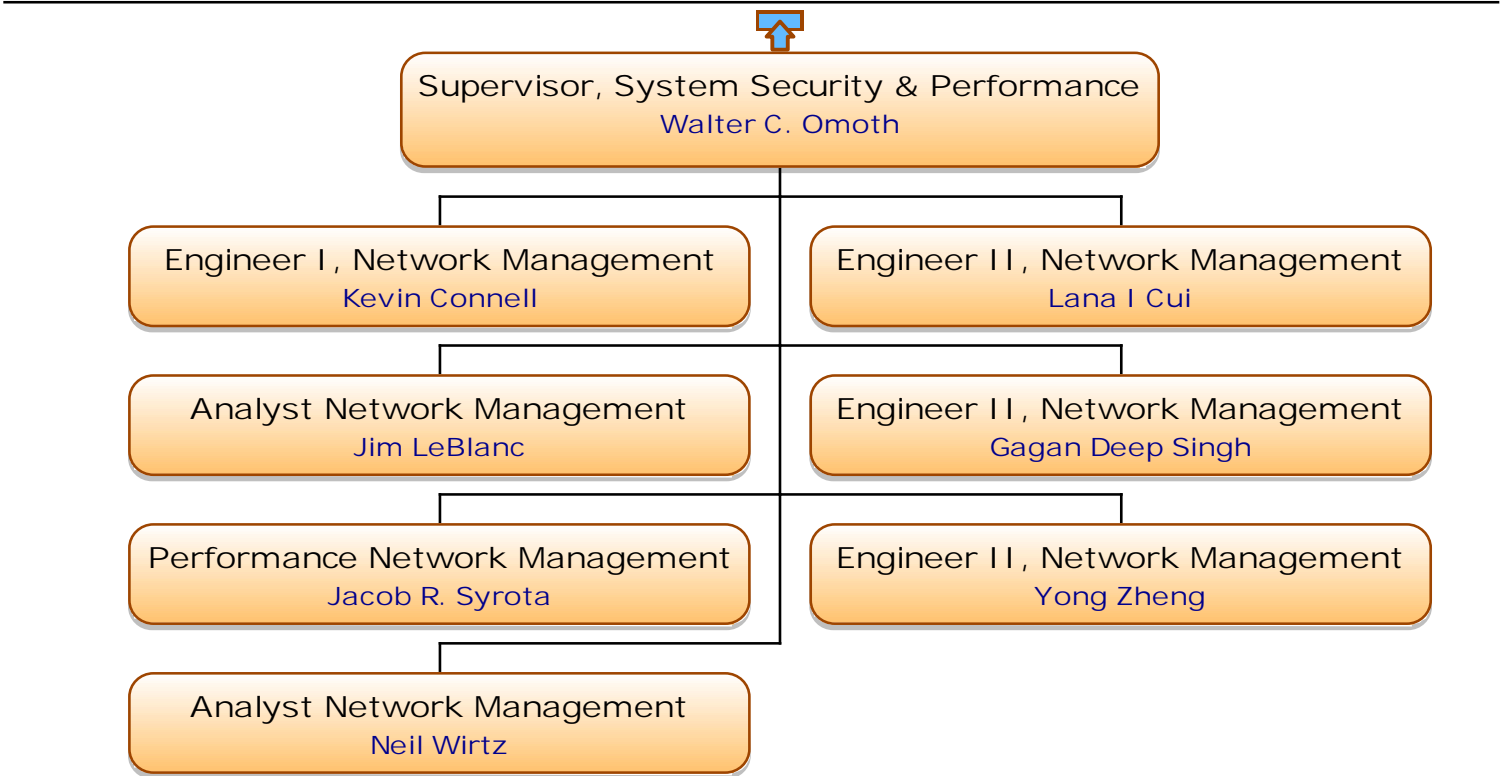 Supervisor, System Security & Performance
Walter C. Omoth
Engineer I, Network Management
Kevin Connell
Engineer II, Network Management
Lana I Cui
Analyst Network Management
Jim LeBlanc
Engineer II, Network Management
Gagan Deep Singh
Performance Network Management
Jacob R. Syrota
Engineer II, Network Management
Yong Zheng
Analyst Network Management
Neil Wirtz